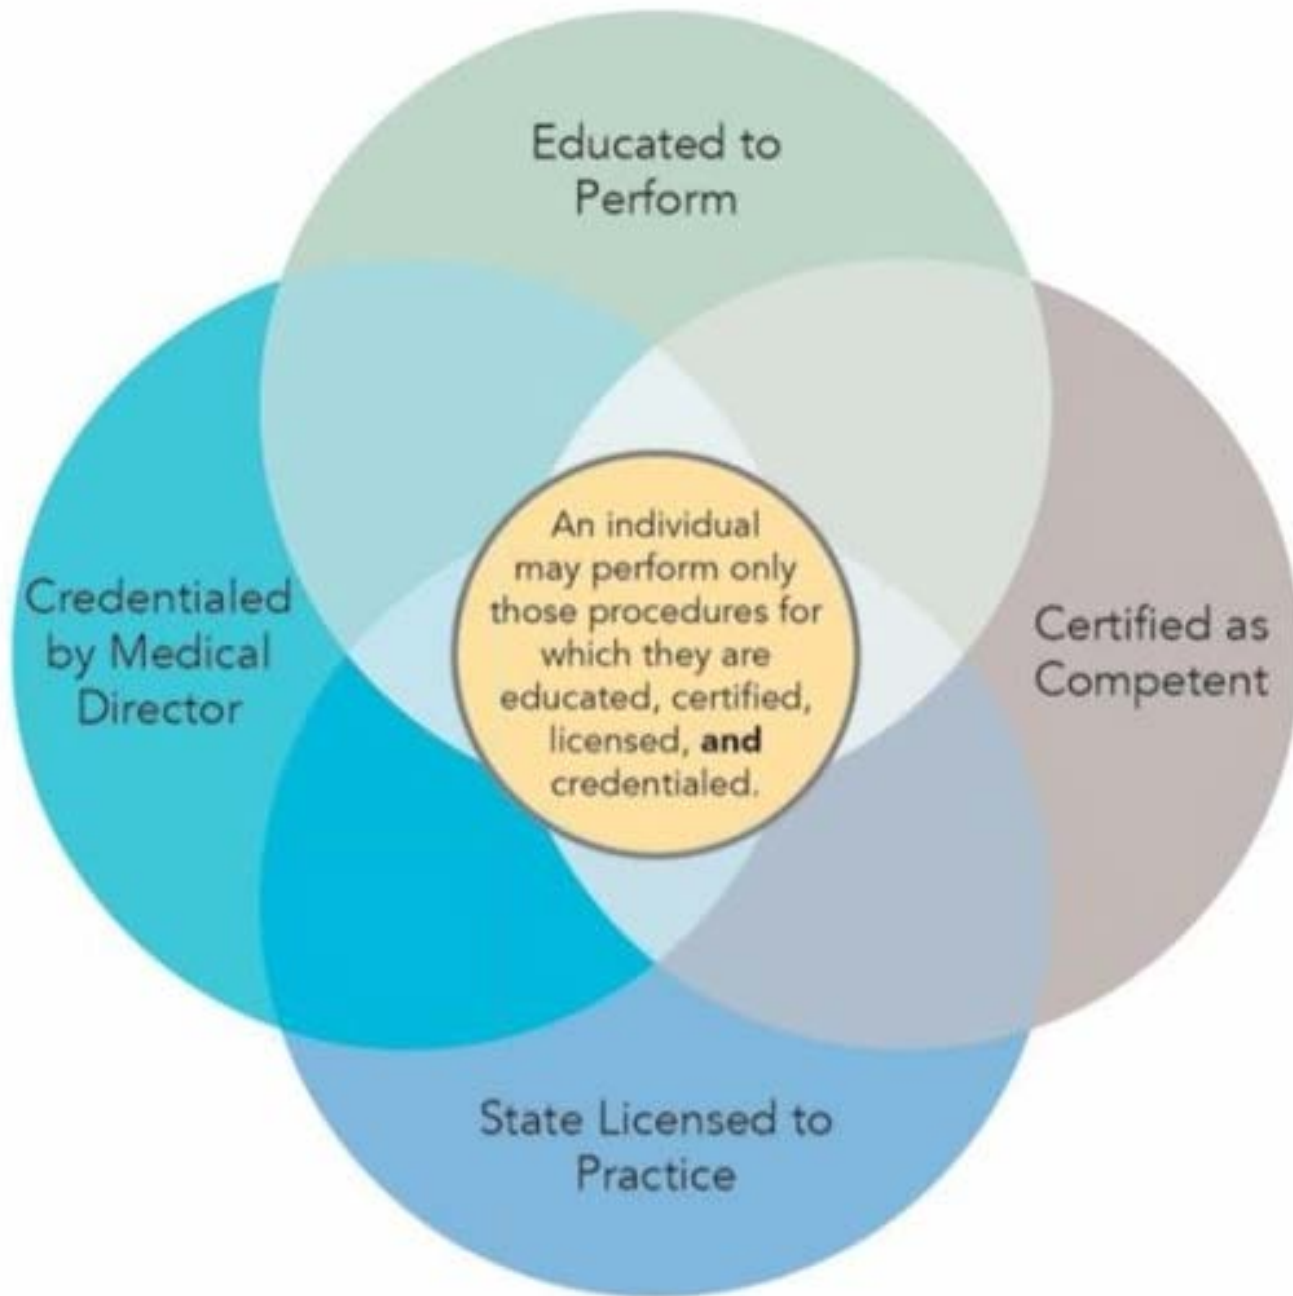 Educated to
Perform
Credentialed
by Medical
Director
An individual
may perform only
those procedures for
which they are
educated, certified,
licensed, and
credentialed.
Certified as
Competent
State Licensed to
Practice